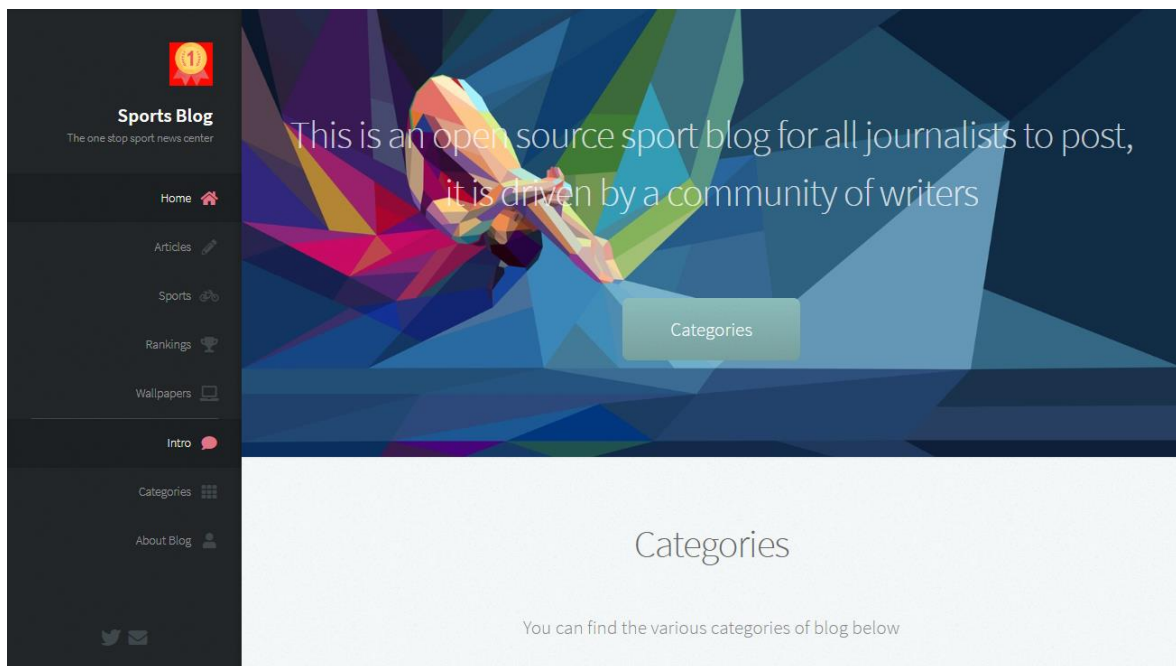 1
Sports Blog
The one stop sport news center
Home
Articles
Sports
Rankings
Wallpapers
Intro
Categories
About Blog
This is an open source sport blog for all journalists to post,
it is driven by a community of writers
Categories
Categories
You can find the various categories of blog below